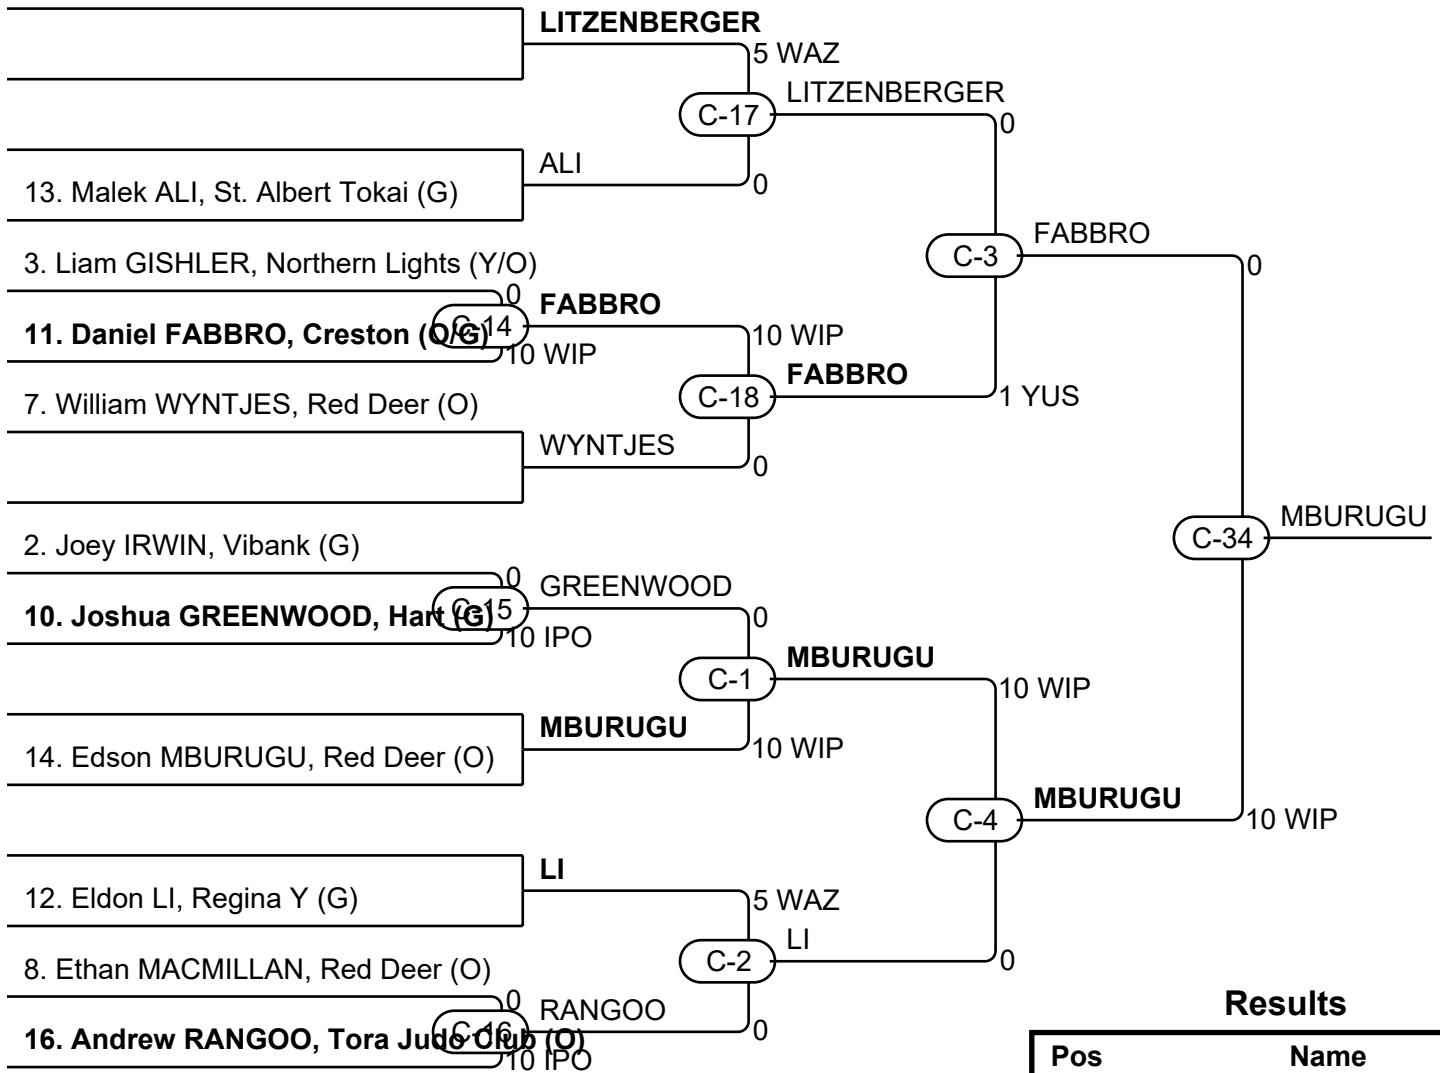 LITZENBERGER
5 WAZ
LITZENBERGER
C-17
0
ALI
13. Malek ALI, St. Albert Tokai (G)
0
3. Liam GISHLER, Northern Lights (Y/O)
FABBRO
C-3
0
0
FABBRO
11. Daniel FABBRO, Creston (O/G)
C-14
10 WIP
10 WIP
FABBRO
7. William WYNTJES, Red Deer (O)
C-18
1 YUS
WYNTJES
0
MBURUGU
C-34
2. Joey IRWIN, Vibank (G)
0
GREENWOOD
10. Joshua GREENWOOD, Hart (G)
C-15
0
10 IPO
MBURUGU
C-1
10 WIP
MBURUGU
14. Edson MBURUGU, Red Deer (O)
10 WIP
MBURUGU
C-4
10 WIP
LI
12. Eldon LI, Regina Y (G)
5 WAZ
LI
8. Ethan MACMILLAN, Red Deer (O)
C-2
0
0
RANGOO
16. Andrew RANGOO, Tora Judo Club (O)
C-16
0
10 IPO
Results
Pos Name